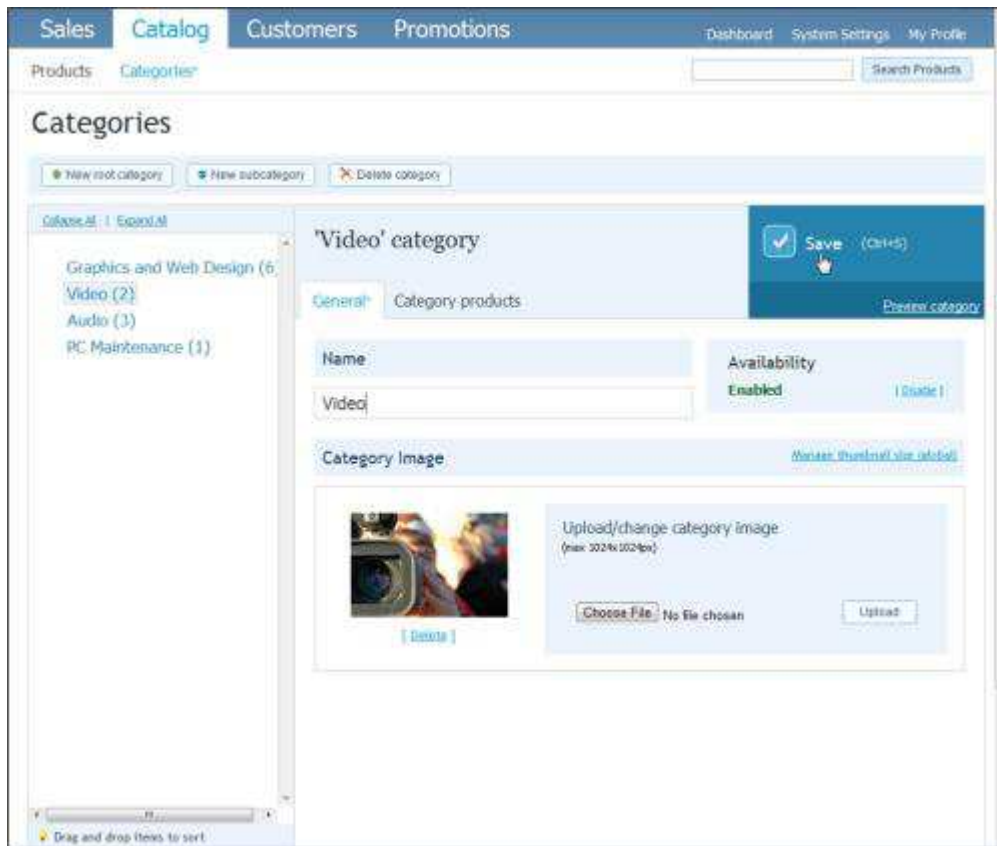 Sales Catalog Customers Promotions Dashboard System Settings My Profile
Products Categories Search Products
Categories
New root category New subcategory Delete category
Collapse All | Expand All
Graphics and Web Design (6
Video (2)
Audio (3)
PC Maintenance (1)
'Video' category
Save (Ctrl+S)
Preview category
General Category products
Name
Video
Availability
Enabled [ Disable ]
Category Image
Manage thumbnail size (global)
Upload/change category image
(max 1024x1024px)
Choose File No file chosen
Upload
[ Delete ]
Drag and drop items to sort